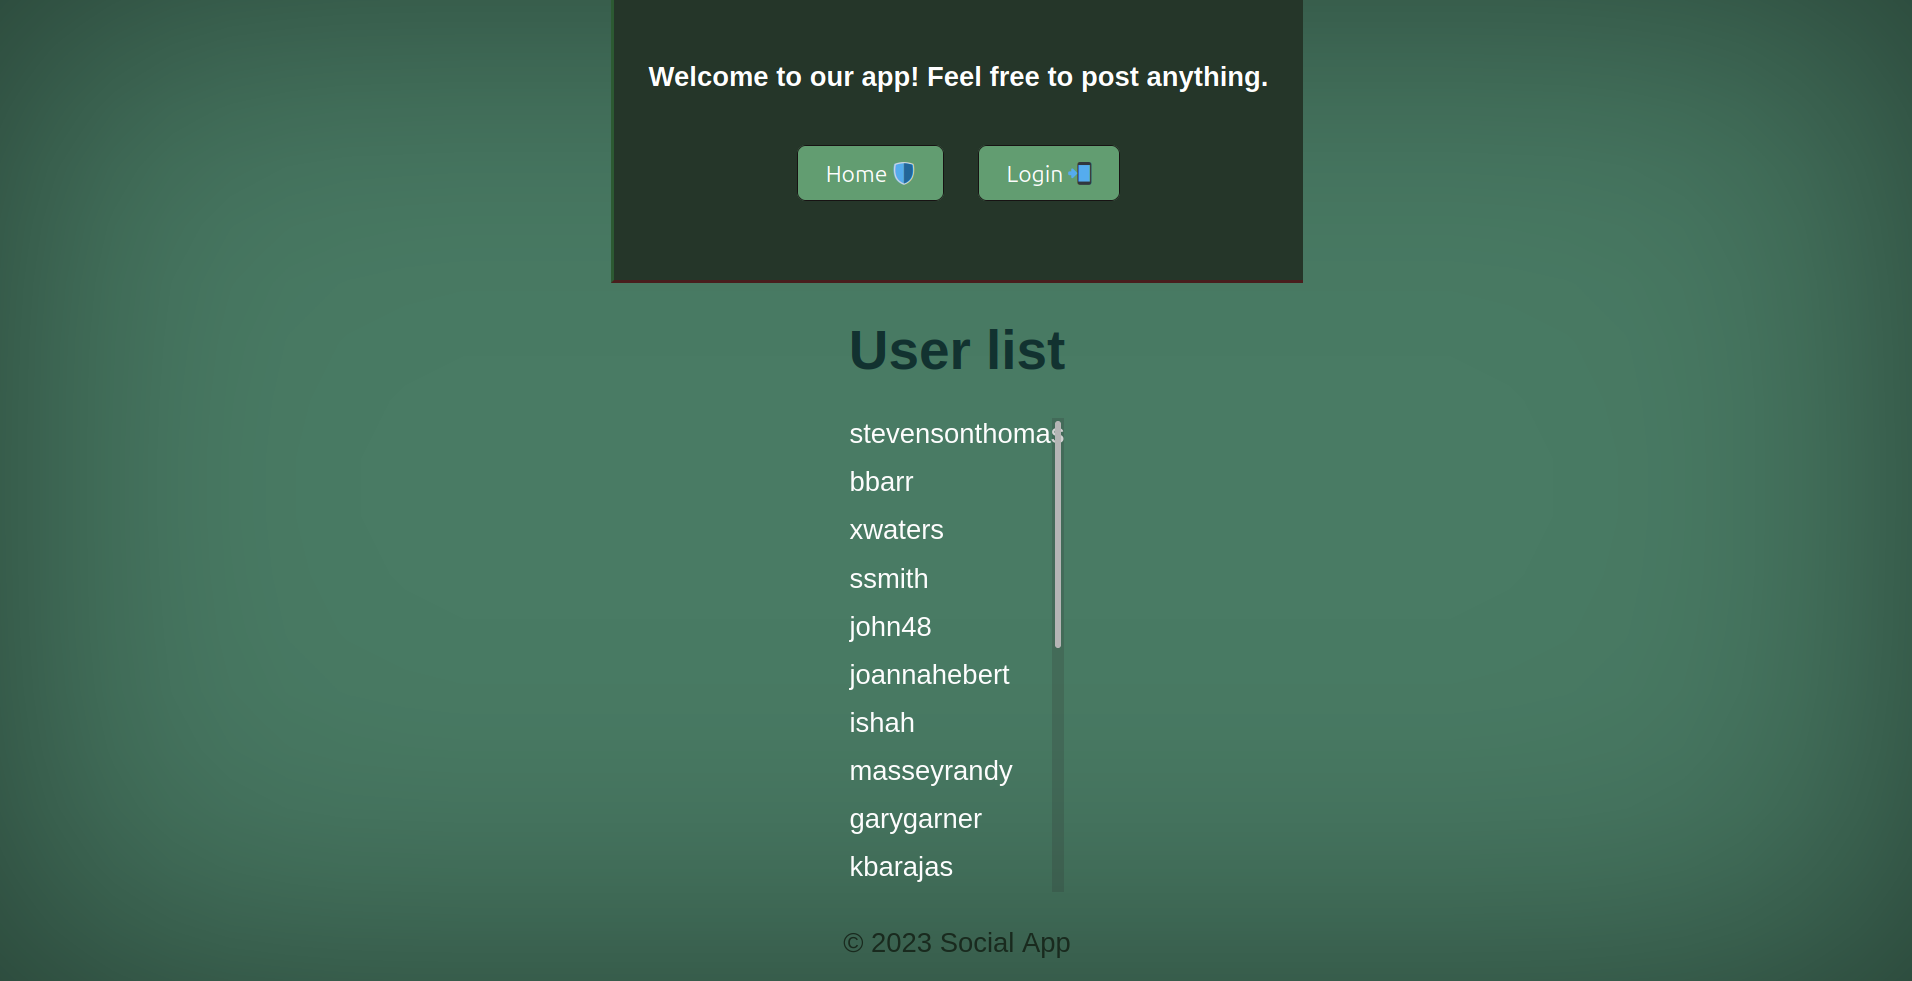 Welcome to our app! Feel free to post anything.
Home Login
User list
stevensonthomas
bbarr
xwaters
ssmith
john48
joannahebert
ishah
masseyrandy
garygarner
kbarajas
© 2023 Social App